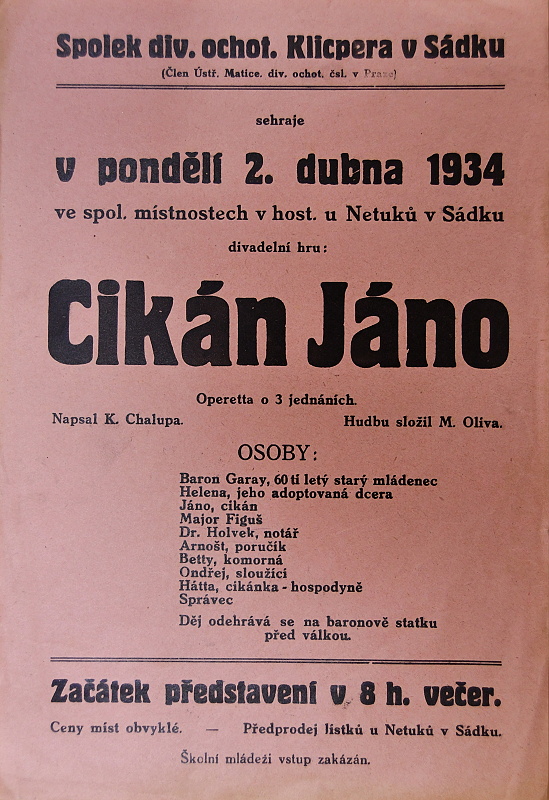 Spolek div. ochot. Klicpera v Sádku
(Člen Ústř. Matice. div. ochot. čsl. v Praze)
sehraje
v pondělí 2. dubna 1934
ve spol. místnostech v host. u Netuků v Sádku
divadelní hru:
Cikán Jáno
Operetta o 3 jednáních.
Napsal K. Chalupa.
Hudbu složil M. Oliva.
OSOBY:
Baron Garay, 60 ti letý starý mládenec
Helena, jeho adoptovaná dcera
Jáno, cikán
Major Figuš
Dr. Holvek, notář
Arnošt, poručík
Betty, komorná
Ondřej, sloužící
Hátta, cikánka - hospodyně
Správec
Děj odehrává se na baronově statku
před válkou.
Začátek představení v 8 h. večer.
Ceny míst obvyklé. — Předprodej lístků u Netuků v Sádku.
Školní mládeži vstup zakázán.